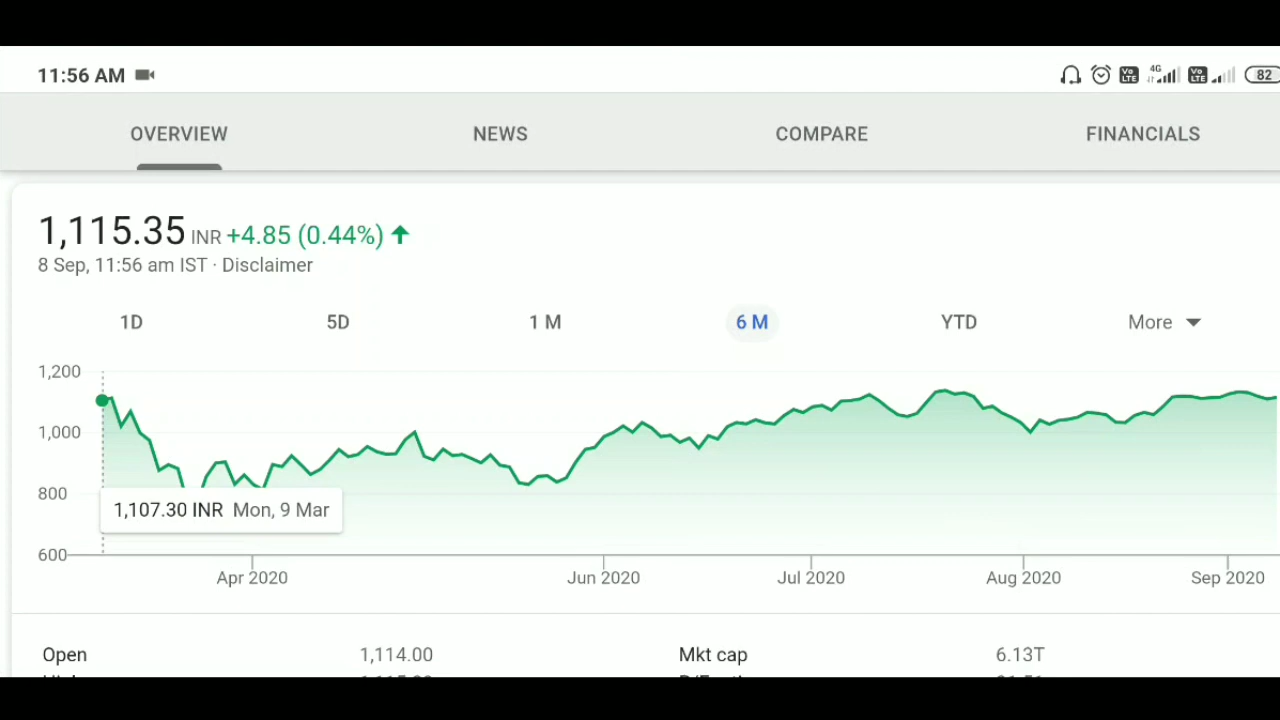 11:56 AM 4G 82
OVERVIEW NEWS COMPARE FINANCIALS
1,115.35 INR +4.85 (0.44%)
8 Sep, 11:56 am IST · Disclaimer
1D 5D 1 M 6 M YTD More
1,200
1,000
800
1,107.30 INR Mon, 9 Mar
600
Apr 2020 Jun 2020 Jul 2020 Aug 2020 Sep 2020
Open 1,114.00 Mkt cap 6.13T